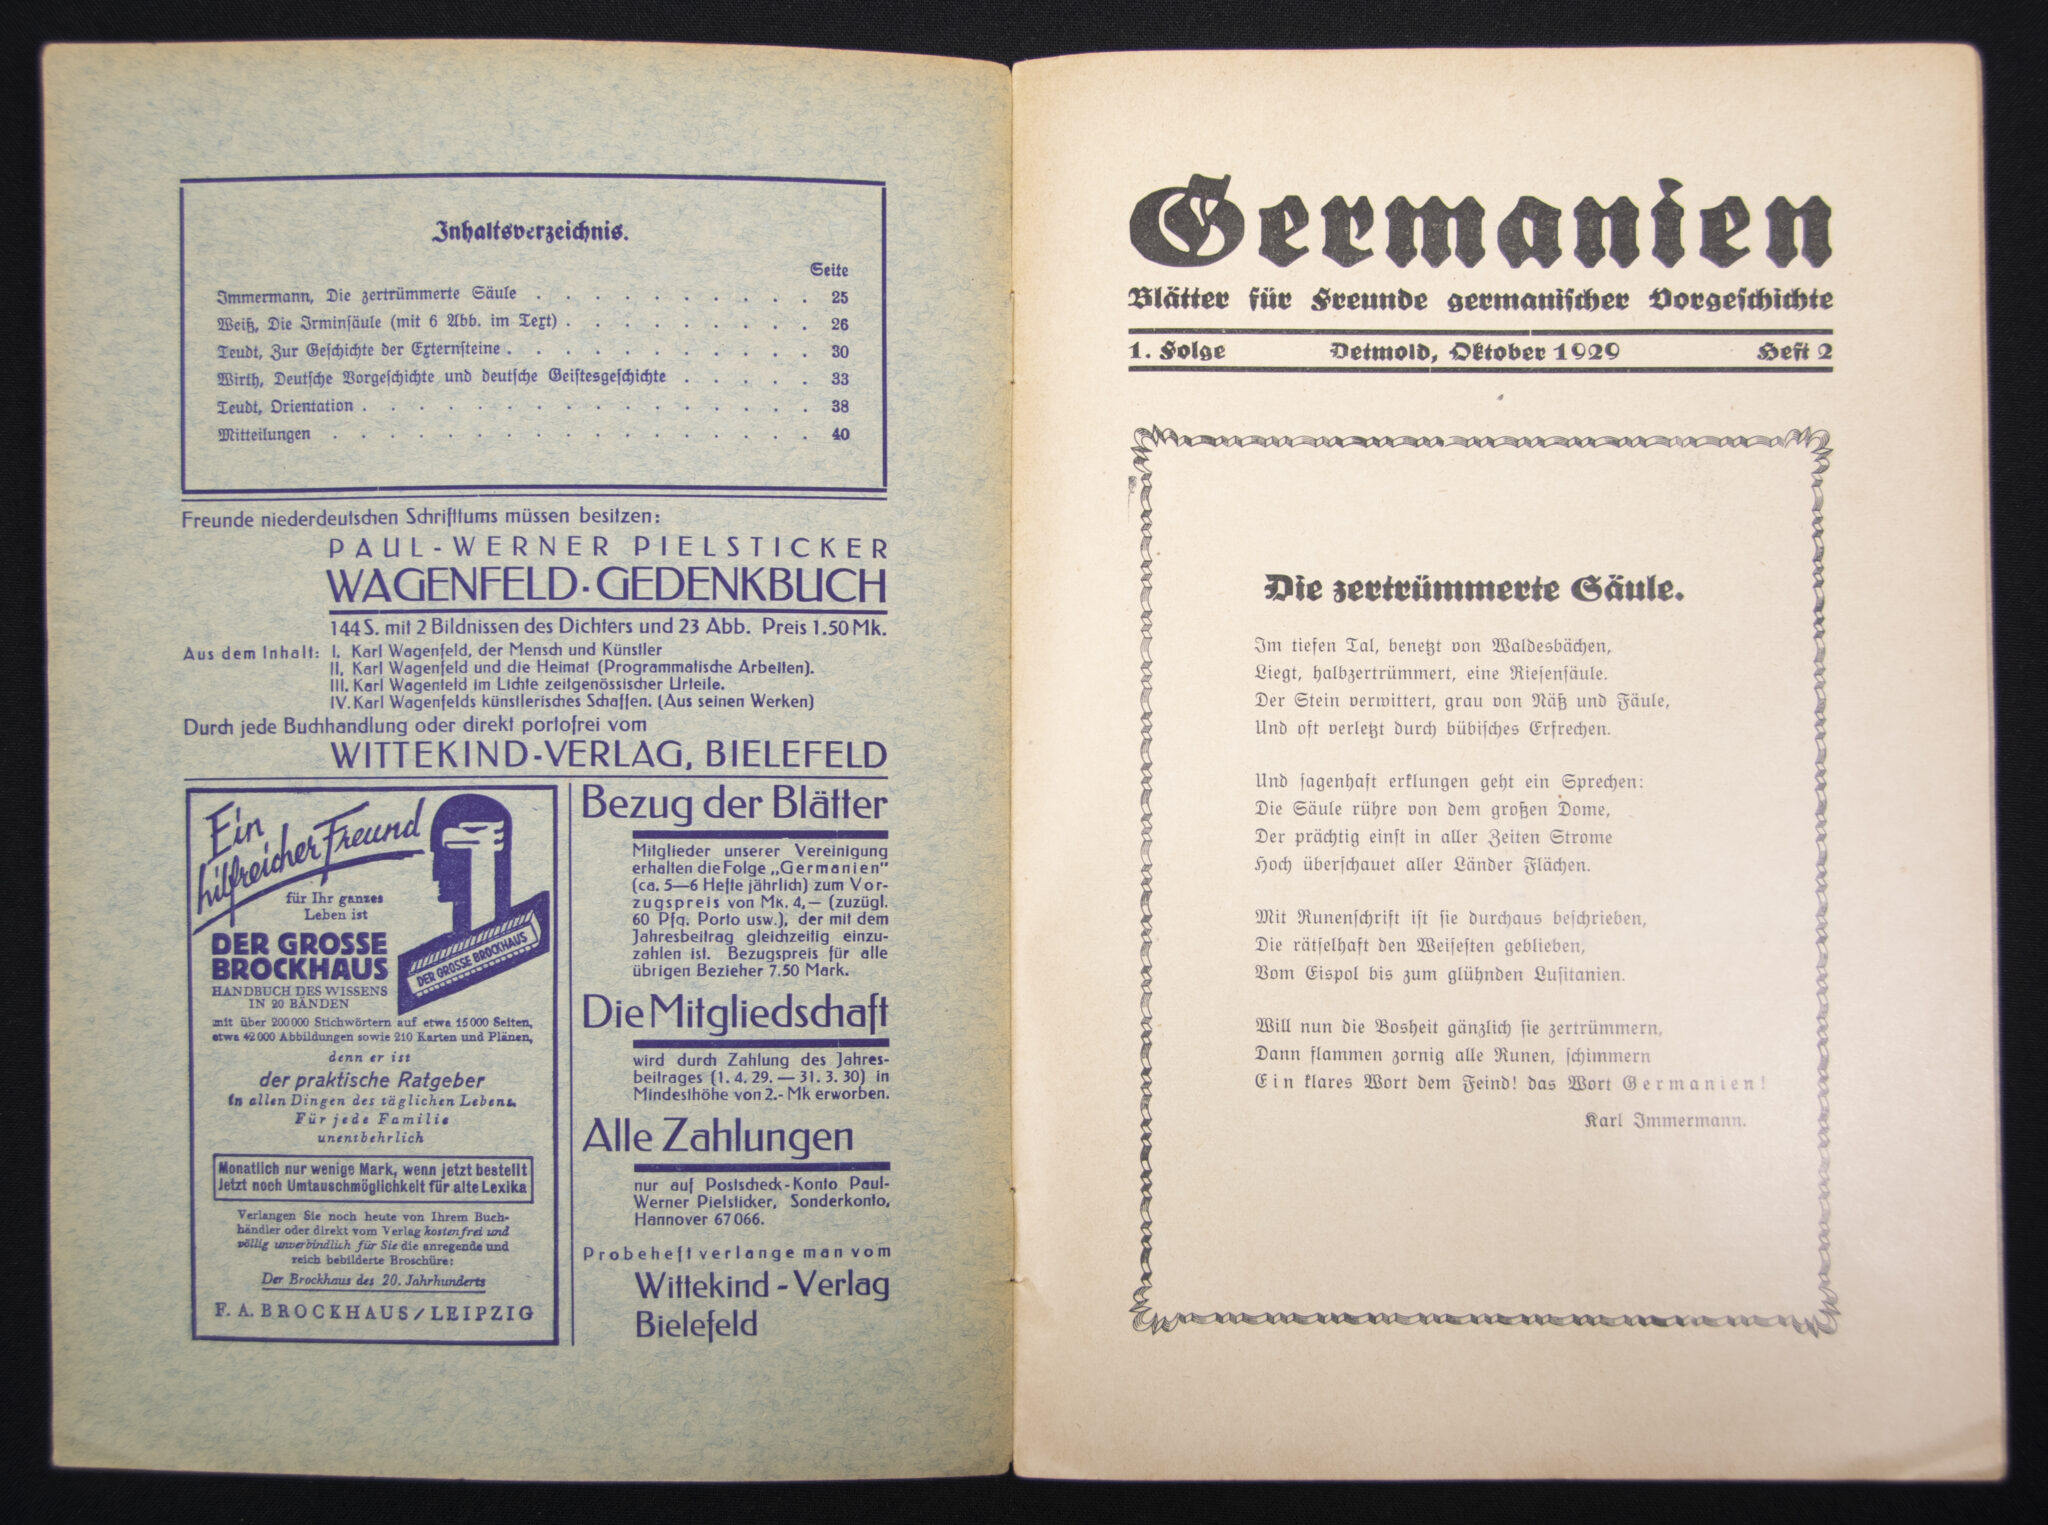 Inhaltsverzeichnis.
Seite
Immermann, Die zertrümmerte Säule . . . . . . . . . . . 25
Weiß, Die Irminsäule (mit 6 Abb. im Text) . . . . . . . . . 26
Teudt, Zur Geschichte der Externsteine . . . . . . . . . . . 30
Wirth, Deutsche Vorgeschichte und deutsche Geistesgeschichte . . . . . 33
Teudt, Orientation . . . . . . . . . . . . . . . . 38
Mitteilungen . . . . . . . . . . . . . . . . . 40
Freunde niederdeutschen Schrifttums müssen besitzen:
PAUL-WERNER PIELSTICKER
WAGENFELD-GEDENKBUCH
144 S. mit 2 Bildnissen des Dichters und 23 Abb. Preis 1.50 Mk.
Aus dem Inhalt: I. Karl Wagenfeld, der Mensch und Künstler
II. Karl Wagenfeld und die Heimat (Programmatische Arbeiten).
III. Karl Wagenfeld im Lichte zeitgenössischer Urteile.
IV. Karl Wagenfelds künstlerisches Schaffen. (Aus seinen Werken)
Durch jede Buchhandlung oder direkt portofrei vom
WITTEKIND-VERLAG, BIELEFELD
Ein
hilfreicher Freund
für Ihr ganzes
Leben ist
DER GROSSE
BROCKHAUS
DER GROSSE BROCKHAUS
HANDBUCH DES WISSENS
IN 20 BÄNDEN
mit über 200000 Stichwörtern auf etwa 15000 Seiten,
etwa 42000 Abbildungen sowie 210 Karten und Plänen,
denn er ist
der praktische Ratgeber
in allen Dingen des täglichen Lebens.
Für jede Familie
unentbehrlich
Monatlich nur wenige Mark, wenn jetzt bestellt
Jetzt noch Umtauschmöglichkeit für alte Lexika
Verlangen Sie noch heute von Ihrem Buch-
händler oder direkt vom Verlag kostenfrei und
völlig unverbindlich für Sie die anregende und
reich bebilderte Broschüre:
Der Brockhaus des 20. Jahrhunderts
F. A. BROCKHAUS / LEIPZIG
Bezug der Blätter
Mitglieder unserer Vereinigung
erhalten die Folge „Germanien"
(ca. 5—6 Hefte jährlich) zum Vor-
zugspreis von Mk. 4,— (zuzügl.
60 Pfg. Porto usw.), der mit dem
Jahresbeitrag gleichzeitig einzu-
zahlen ist. Bezugspreis für alle
übrigen Bezieher 7.50 Mark.
Die Mitgliedschaft
wird durch Zahlung des Jahres-
beitrages (1. 4. 29. — 31. 3. 30) in
Mindesthöhe von 2.- Mk erworben.
Alle Zahlungen
nur auf Postscheck-Konto Paul-
Werner Pielsticker, Sonderkonto,
Hannover 67 066.
Probeheft verlange man vom
Wittekind-Verlag
Bielefeld
Germanien
Blätter für Freunde germanischer Vorgeschichte
1. Folge Detmold, Oktober 1929 Heft 2
Die zertrümmerte Säule.
Im tiefen Tal, benetzt von Waldesbächen,
Liegt, halbzertrümmert, eine Riesensäule.
Der Stein verwittert, grau von Näß und Fäule,
Und oft verletzt durch bübisches Erfrechen.
Und sagenhaft erklungen geht ein Sprechen:
Die Säule rühre von dem großen Dome,
Der prächtig einst in aller Zeiten Strome
Hoch überschauet aller Länder Flächen.
Mit Runenschrift ist sie durchaus beschrieben,
Die rätselhaft den Weisesten geblieben,
Vom Eispol bis zum glühnden Lusitanien.
Will nun die Bosheit gänzlich sie zertrümmern,
Dann flammen zornig alle Runen, schimmern
Ein klares Wort dem Feind! das Wort Germanien!
Karl Immermann.